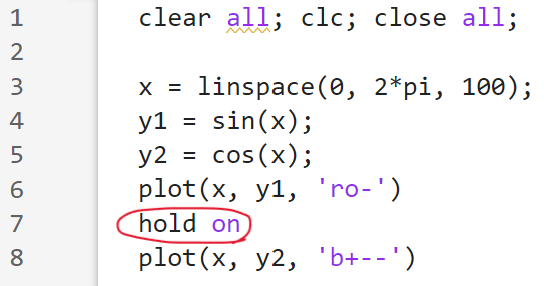 1 clear all; clc; close all;
2
3 x = linspace(0, 2*pi, 100);
4 y1 = sin(x);
5 y2 = cos(x);
6 plot(x, y1, 'ro-')
7 hold on
8 plot(x, y2, 'b+--')